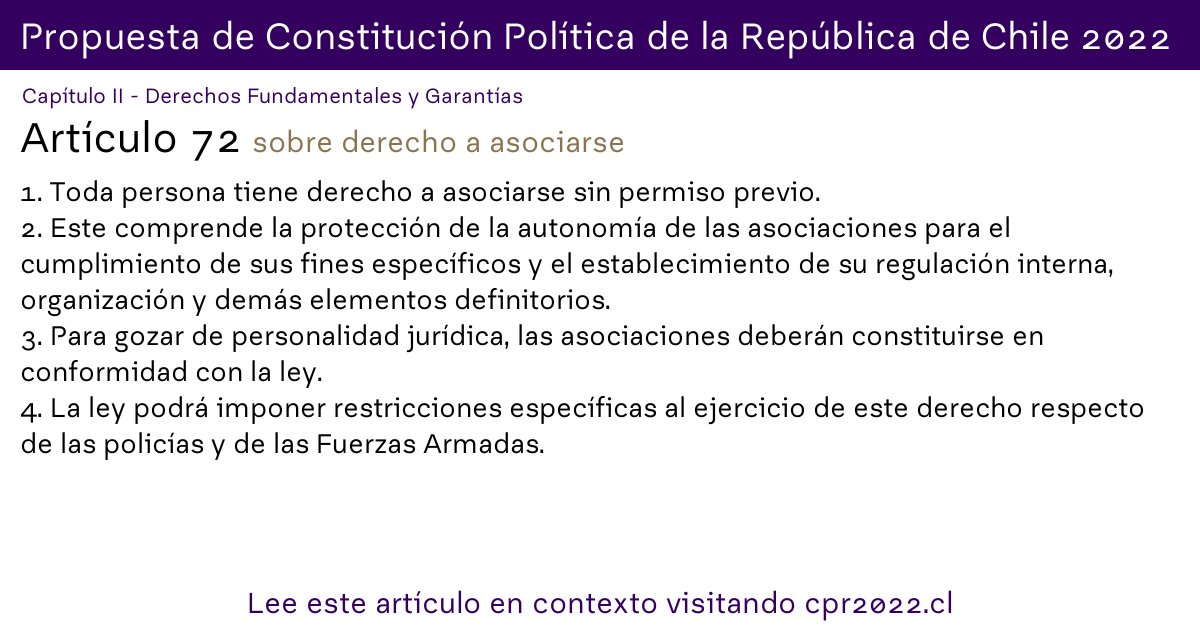 Propuesta de Constitución Política de la República de Chile 2022
Capítulo II - Derechos Fundamentales y Garantías
Artículo 72 sobre derecho a asociarse
1. Toda persona tiene derecho a asociarse sin permiso previo.
2. Este comprende la protección de la autonomía de las asociaciones para el
cumplimiento de sus fines específicos y el establecimiento de su regulación interna,
organización y demás elementos definitorios.
3. Para gozar de personalidad jurídica, las asociaciones deberán constituirse en
conformidad con la ley.
4. La ley podrá imponer restricciones específicas al ejercicio de este derecho respecto
de las policías y de las Fuerzas Armadas.
Lee este artículo en contexto visitando cpr2022.cl